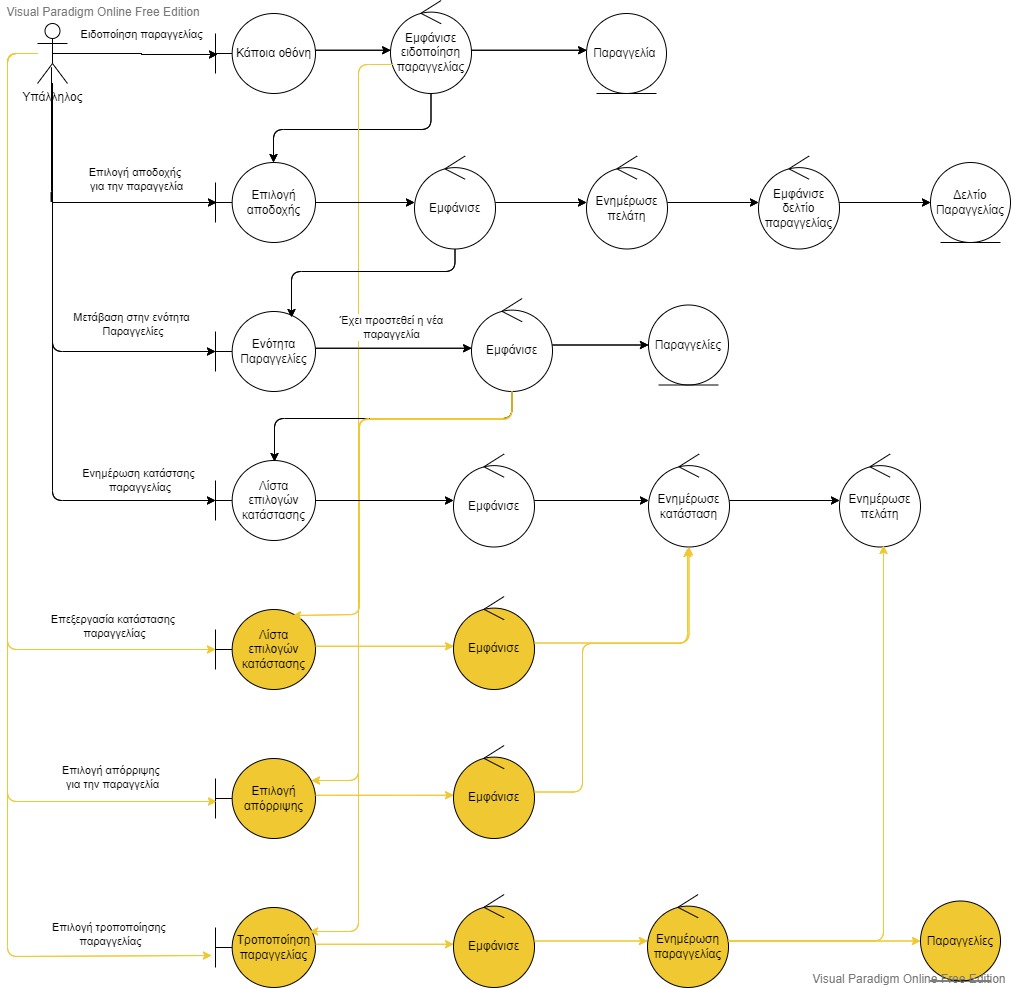 Visual Paradigm Online Free Edition
Ειδοποίηση παραγγελίας
Υπάλληλος
Κάποια οθόνη
Εμφάνισε
ειδοποίηση
παραγγελίας
Παραγγελία
Επιλογή αποδοχής
για την παραγγελία
Επιλογή
αποδοχής
Εμφάνισε
Ενημέρωσε
πελάτη
Εμφάνισε
δελτίο
παραγγελίας
Δελτίο
Παραγγελίας
Μετάβαση στην ενότητα
Παραγγελίες
Ενότητα
Παραγγελίες
Έχει προστεθεί η νέα
παραγγελία
Εμφάνισε
Παραγγελίες
Ενημέρωση κατάστσης
παραγγελίας
Λίστα
επιλογών
κατάστασης
Εμφάνισε
Ενημέρωσε
κατάσταση
Ενημέρωσε
πελάτη
Επεξεργασία κατάστασης
παραγγελίας
Λίστα
επιλογών
κατάστασης
Εμφάνισε
Επιλογή απόρριψης
για την παραγγελία
Επιλογή
απόρριψης
Εμφάνισε
Επιλογή τροποποίησης
παραγγελίας
Τροποποίηση
παραγγελίας
Εμφάνισε
Ενημέρωση
παραγγελίας
Παραγγελίες
Visual Paradigm Online Free Edition